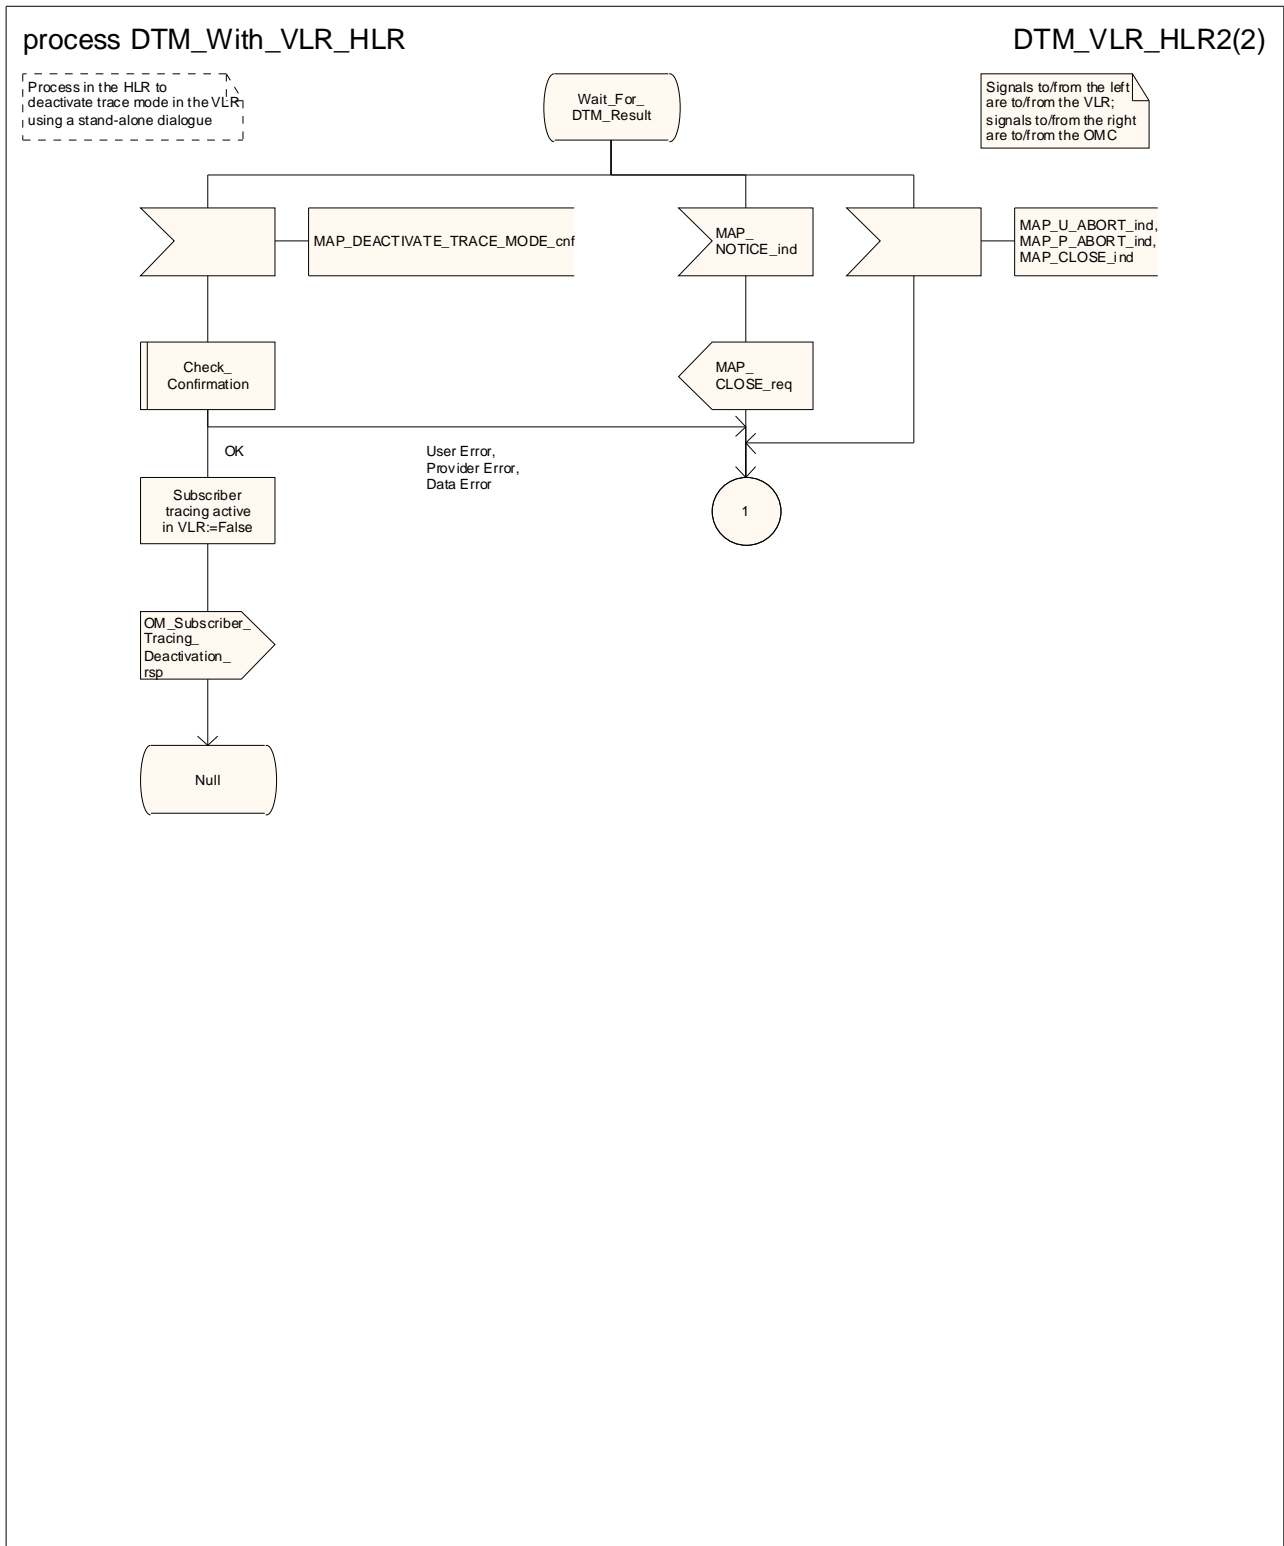 process DTM_With_VLR_HLR
DTM_VLR_HLR2(2)
Process in the HLR to
deactivate trace mode in the VLR
using a stand-alone dialogue
Wait_For_
DTM_Result
Signals to/from the left
are to/from the VLR;
signals to/from the right
are to/from the OMC
MAP_DEACTIVATE_TRACE_MODE_cnf
MAP_
NOTICE_ind
MAP_U_ABORT_ind,
MAP_P_ABORT_ind,
MAP_CLOSE_ind
Check_
Confirmation
MAP_
CLOSE_req
OK
User Error,
Provider Error,
Data Error
Subscriber
tracing active
in VLR:=False
1
OM_Subscriber_
Tracing_
Deactivation_
rsp
Null